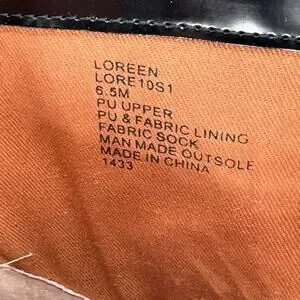 LOREEN
LORE10S1
6.5M
PU UPPER
PU & FABRIC LINING
FABRIC SOCK
MAN MADE OUTSOLE
MADE IN CHINA
1433